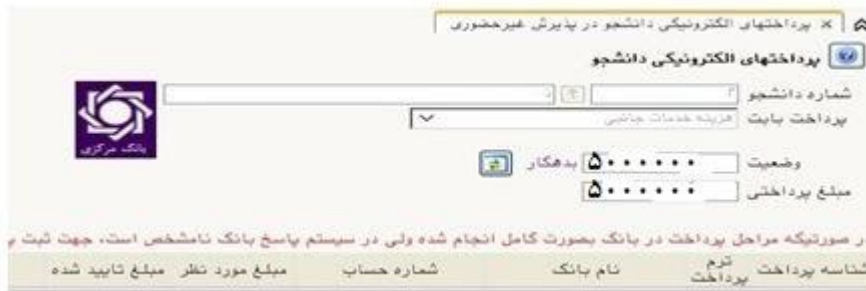 × پرداختهای الکترونیکی دانشجو در پذیرش غیرحضوری
پرداختهای الکترونیکی دانشجو
شماره دانشجو
پرداخت بابت هزینه خدمات جانبی
بانک مرکزی
وضعیت ۵۰۰۰۰۰۰ بدهکار
مبلغ پرداختی ۵۰۰۰۰۰۰
ر صورتیکه مراحل پرداخت در بانک بصورت کامل انجام شده ولی در سیستم پاسخ بانک نامشخص است، جهت ثبت پ
شناسه پرداخت ترم پرداخت نام بانک شماره حساب مبلغ مورد نظر مبلغ تایید شده